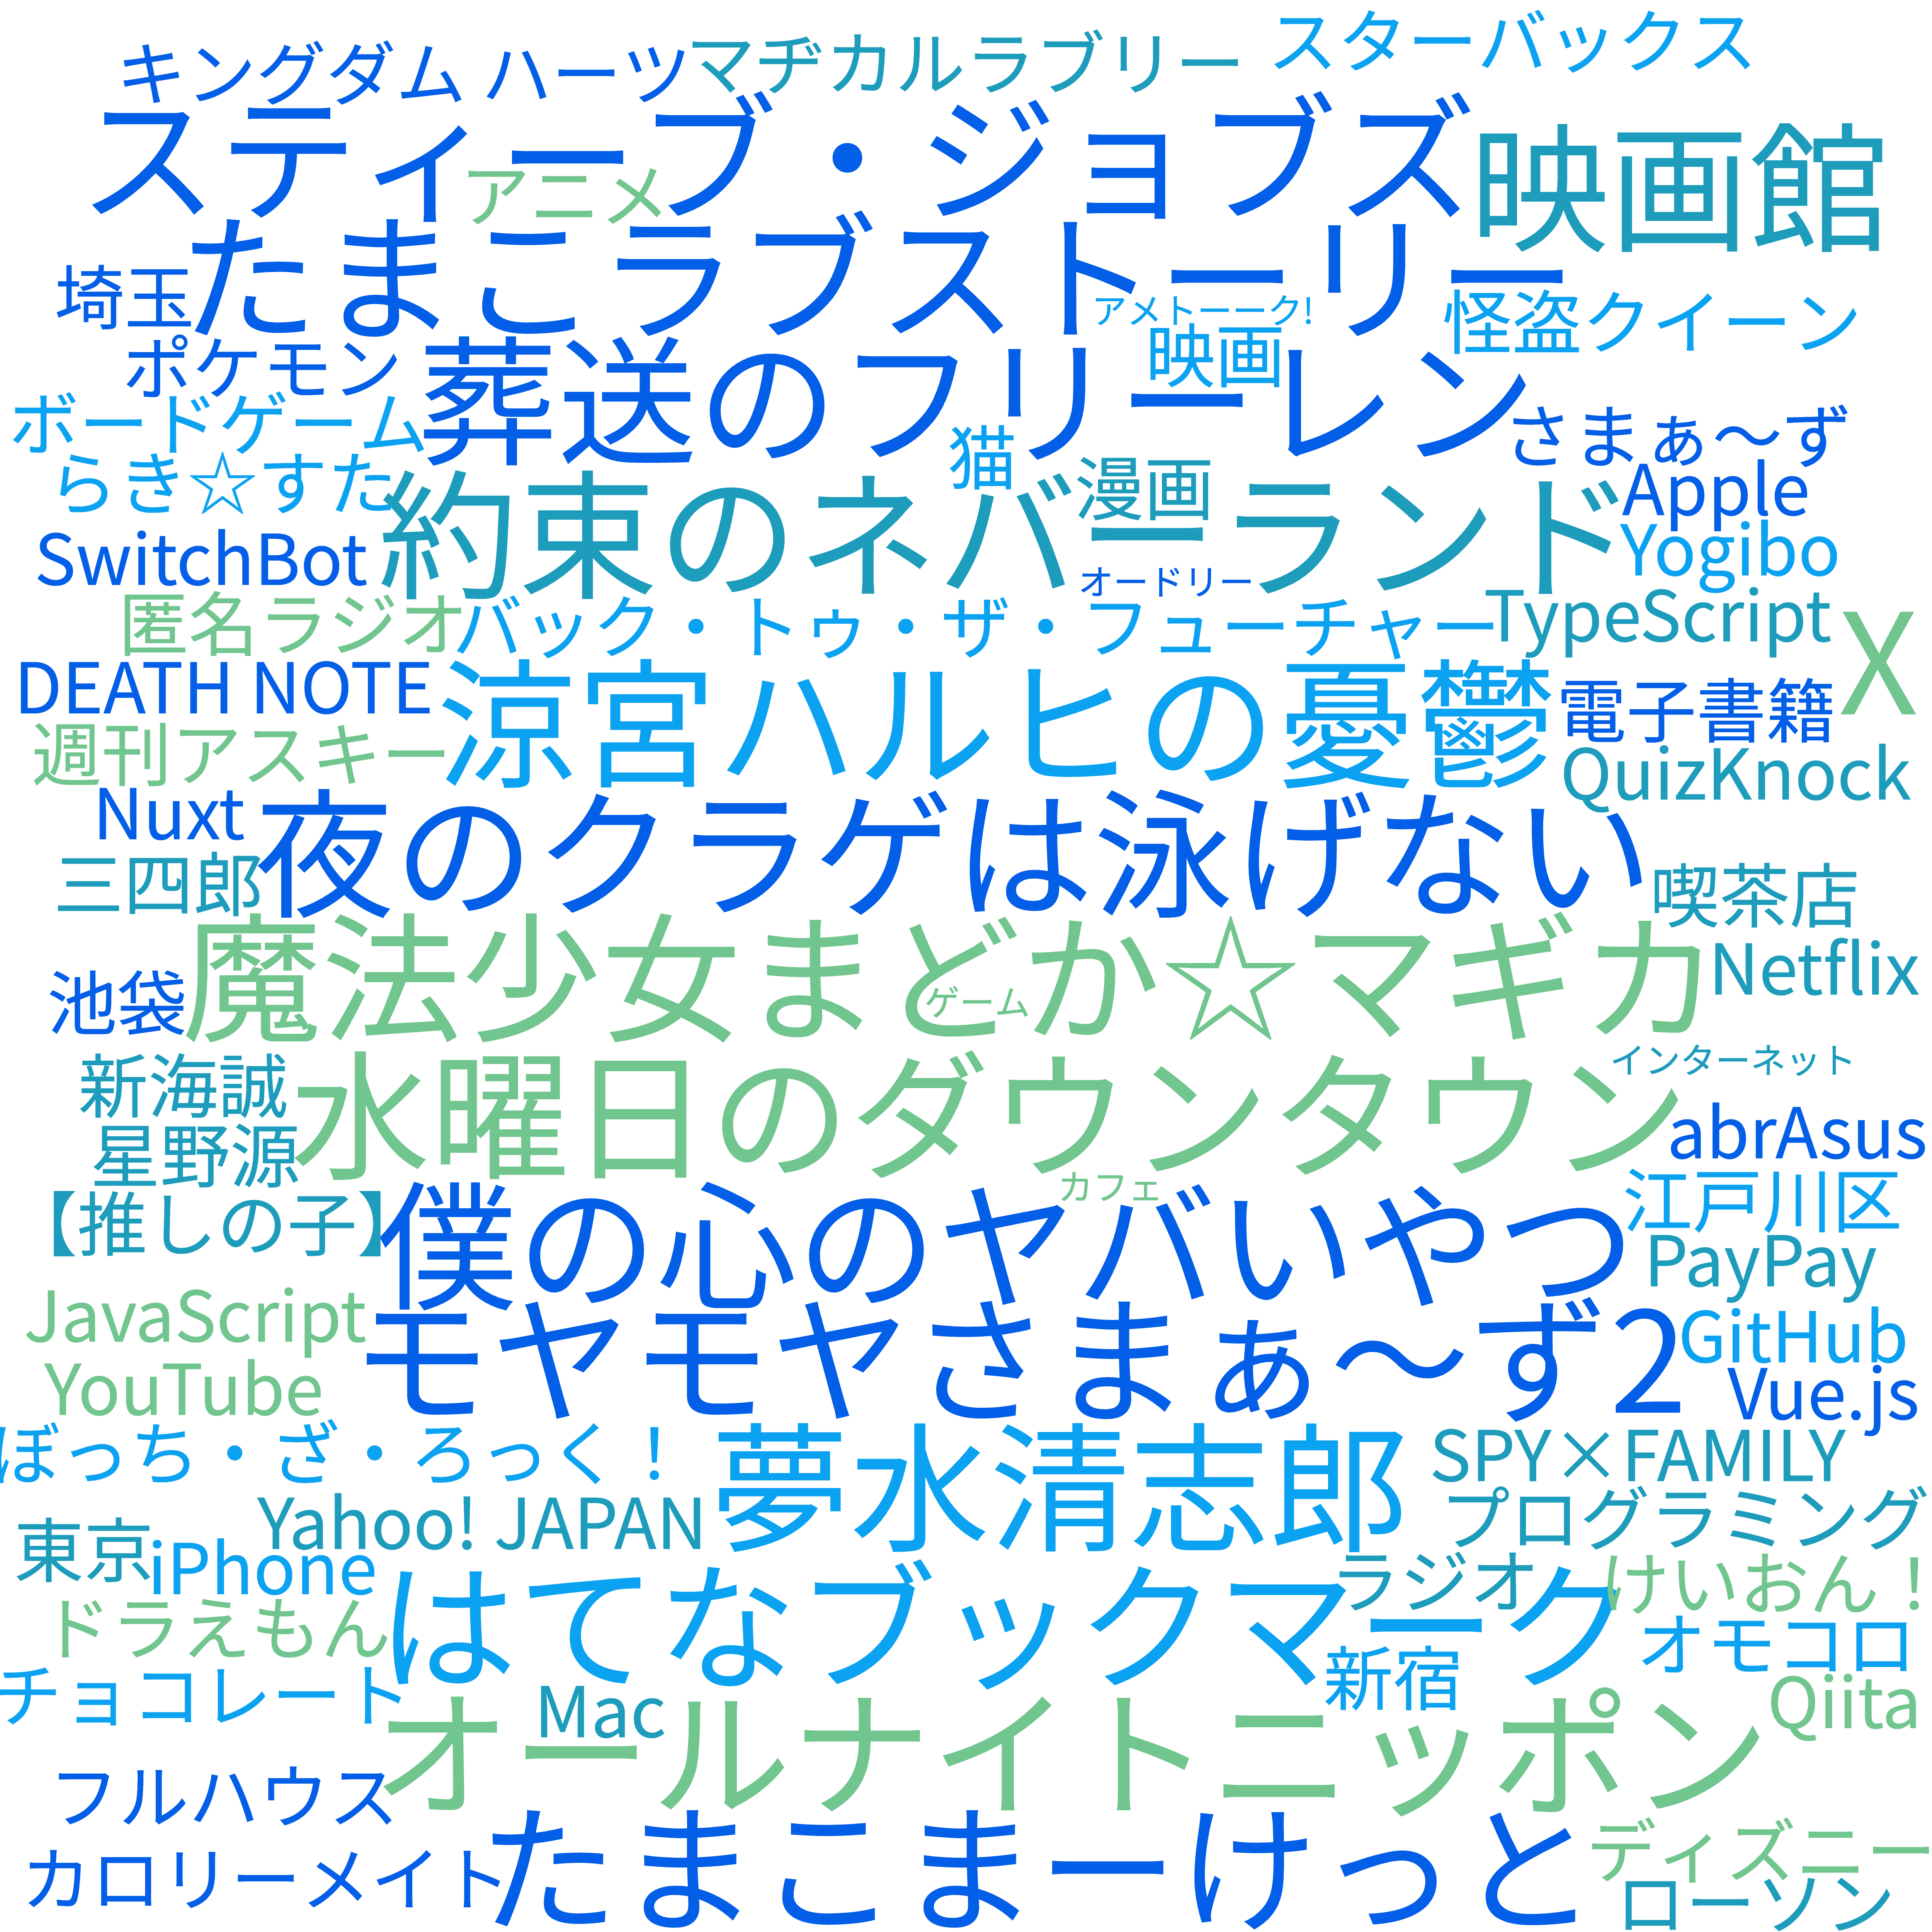 キングダム ハーツ
マヂカルラブリー
スターバックス
スティーブ・ジョブズ
映画館
アニメ
たまこラブストーリー
埼玉
アメトーーク!
怪盗クイーン
映画
ポケモン
葬送のフリーレン
ボードゲーム
さまぁ〜ず
猫
らき☆すた
漫画
Apple
約束のネバーランド
SwitchBot
Yogibo
オードリー
匿名ラジオ
バック・トゥ・ザ・フューチャー
TypeScript
X
DEATH NOTE
涼宮ハルヒの憂鬱
電子書籍
週刊アスキー
QuizKnock
Nuxt
夜のクラゲは泳げない
三四郎
喫茶店
魔法少女まどか☆マギカ
Netflix
池袋
ゲーム
新海誠
インターネット
水曜日のダウンタウン
abrAsus
星野源
カフェ
江戸川区
【推しの子】
僕の心のヤバいやつ
PayPay
JavaScript
モヤモヤさまぁ〜ず2
GitHub
YouTube
Vue.js
ぼっち・ざ・ろっく！
夢水清志郎
SPY×FAMILY
Yahoo! JAPAN
プログラミング
東京
iPhone
ラジオ
けいおん！
はてなブックマーク
ドラえもん
オモコロ
新宿
チョコレート
Mac
Qiita
オールナイトニッポン
フルハウス
たまこまーけっと
ディズニー
カロリーメイト
ローソン